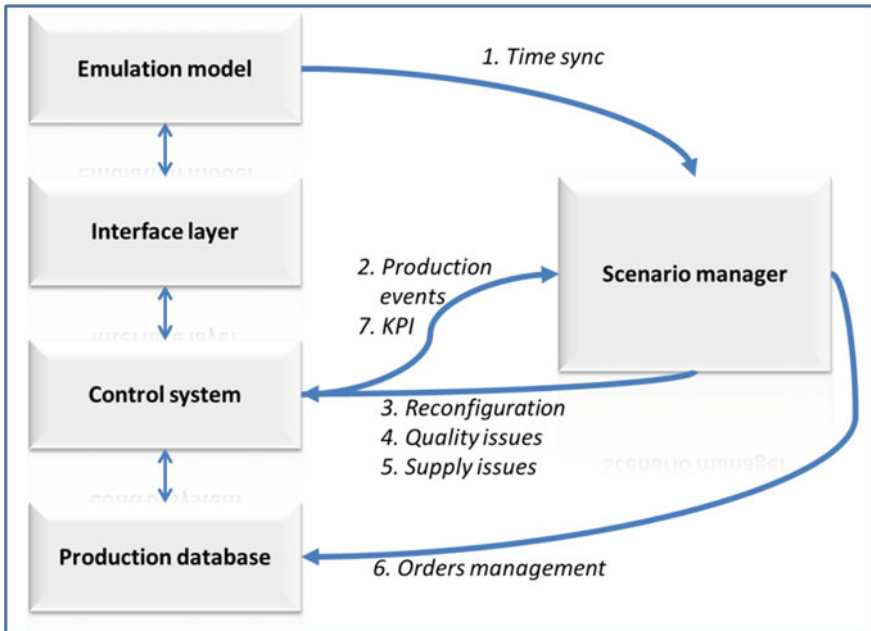 Emulation model
1. Time sync
Interface layer
2. Production
events
7. KPI
Scenario manager
Control system
3. Reconfiguration
4. Quality issues
5. Supply issues
Production database
6. Orders management